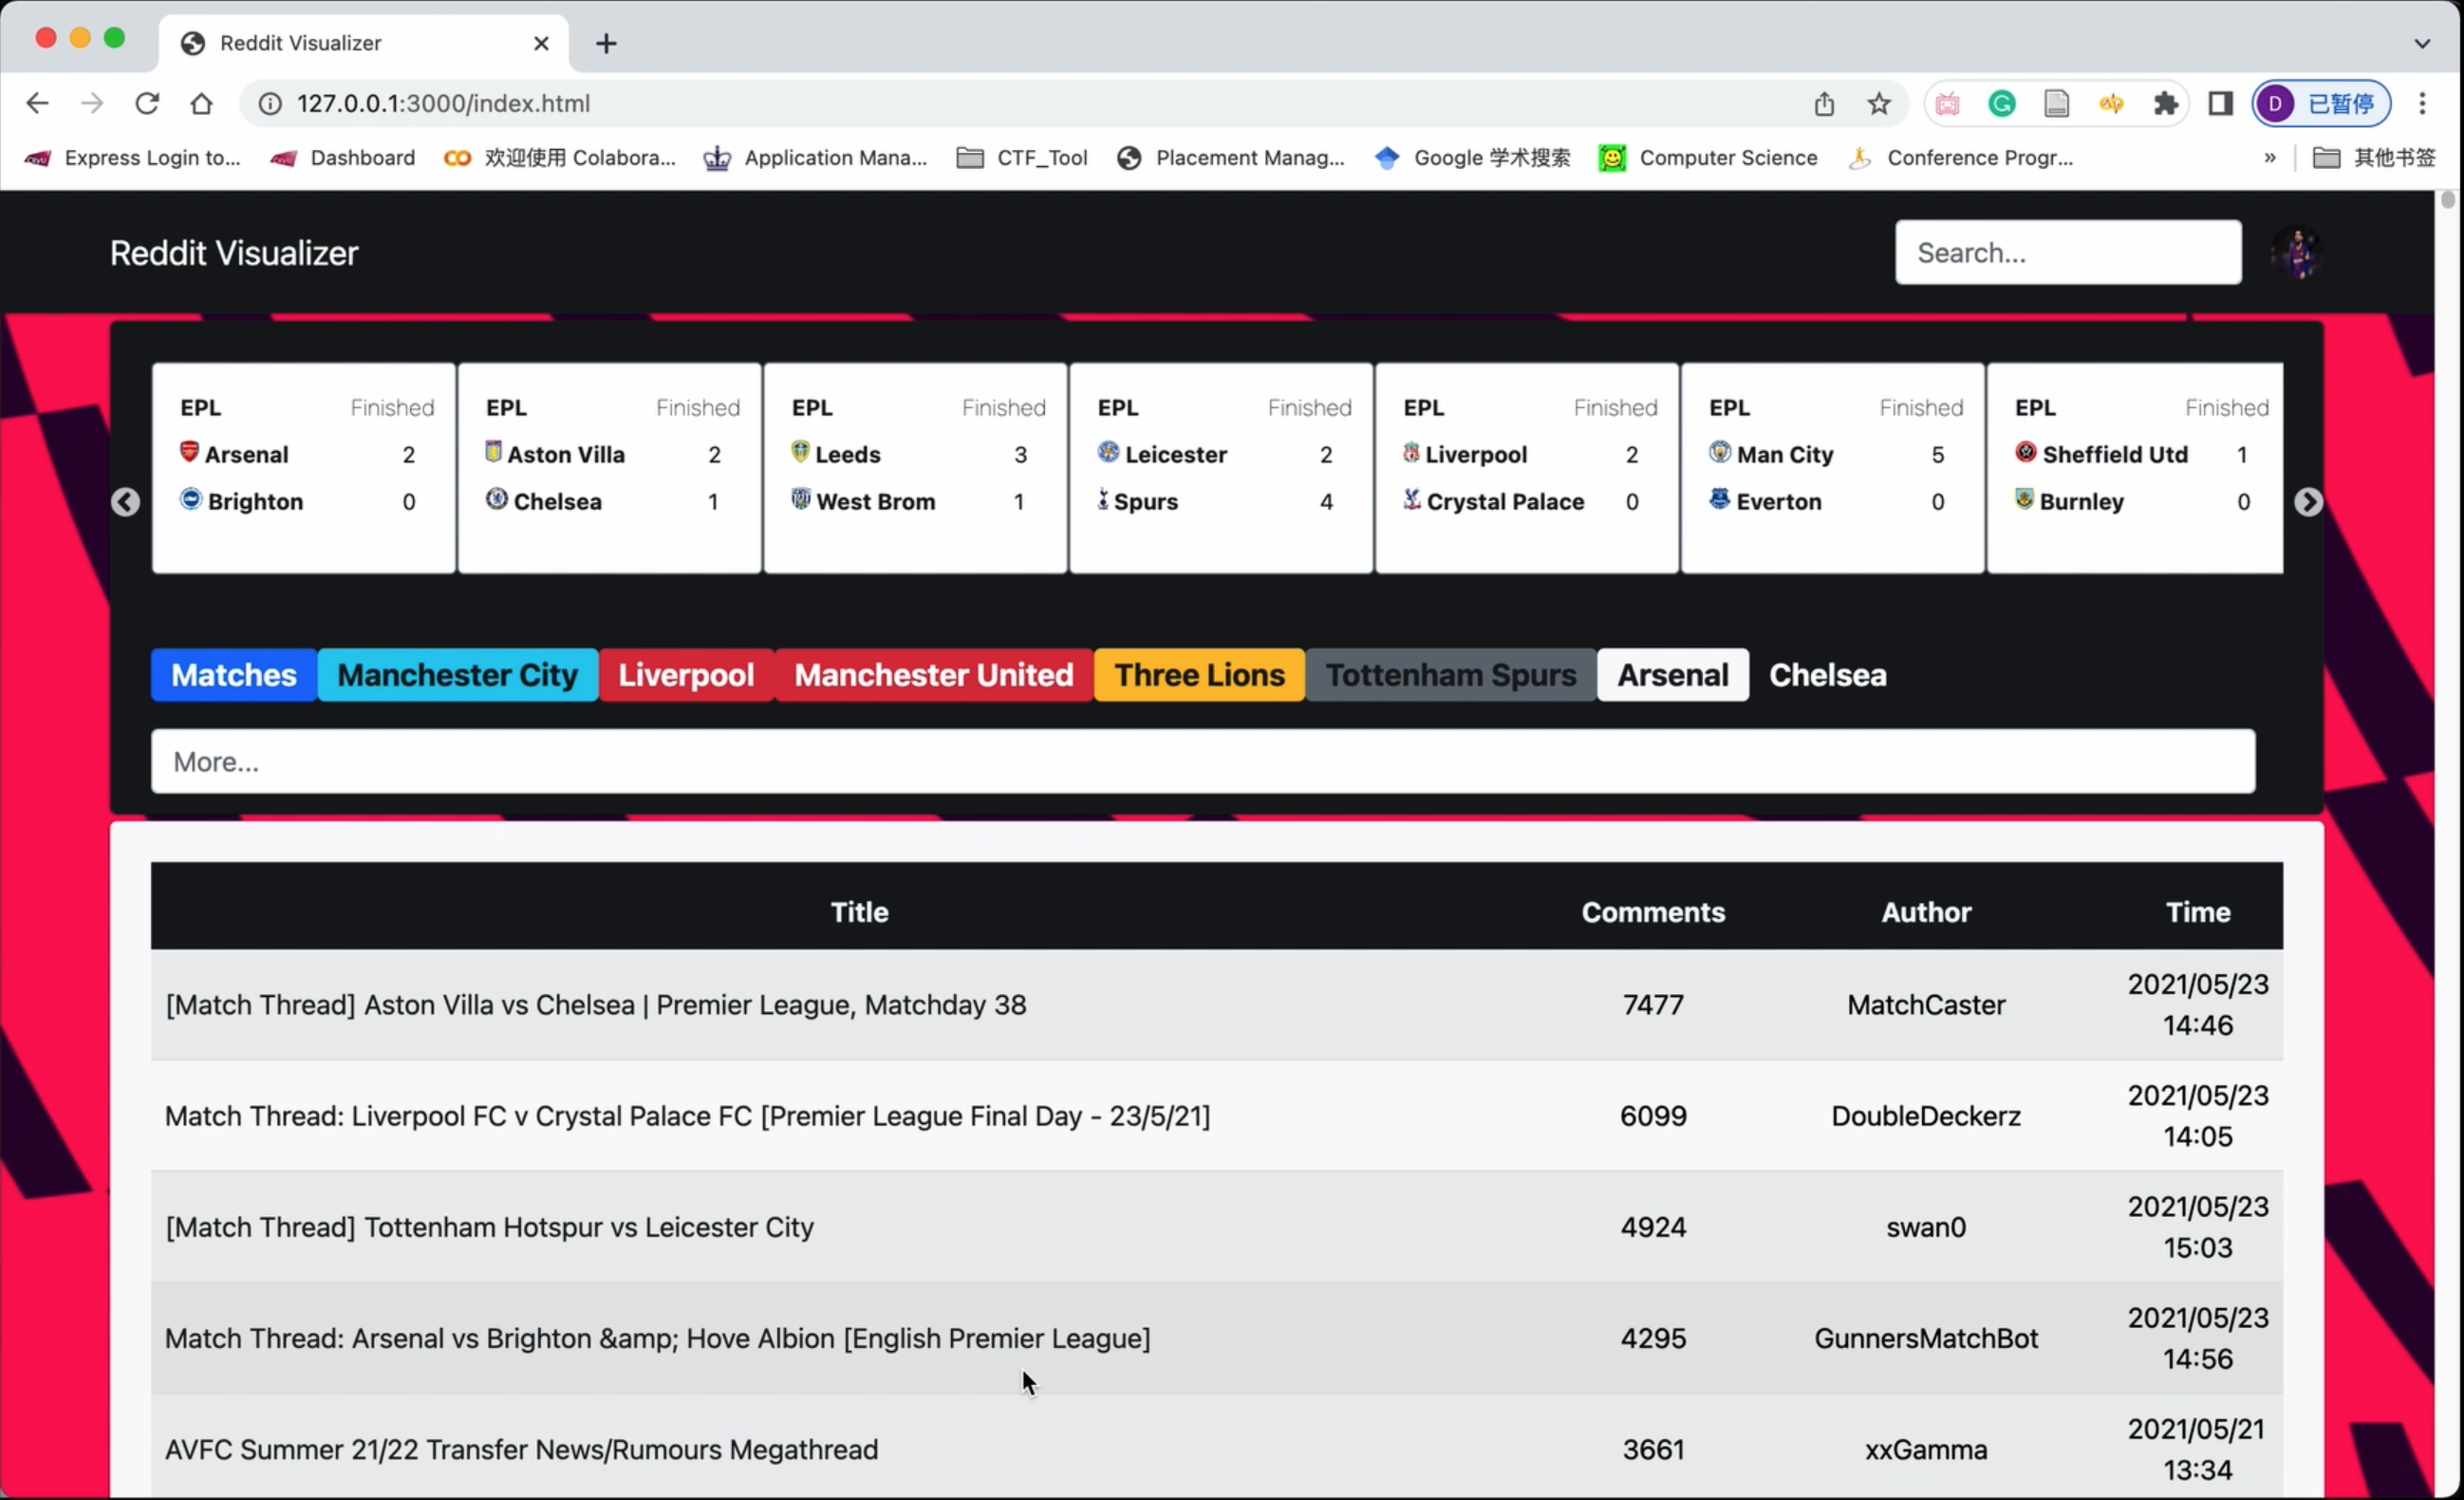 Reddit Visualizer
127.0.0.1:3000/index.html
D 已暂停
Express Login to... Dashboard 欢迎使用 Colabora... Application Mana... CTF_Tool Placement Manag... Google 学术搜索 Computer Science Conference Progr... » 其他书签
Reddit Visualizer Search...
EPL Finished EPL Finished EPL Finished EPL Finished EPL Finished EPL Finished EPL Finished
Arsenal 2 Aston Villa 2 Leeds 3 Leicester 2 Liverpool 2 Man City 5 Sheffield Utd 1
Brighton 0 Chelsea 1 West Brom 1 Spurs 4 Crystal Palace 0 Everton 0 Burnley 0
Matches Manchester City Liverpool Manchester United Three Lions Tottenham Spurs Arsenal Chelsea
More...
Title Comments Author Time
[Match Thread] Aston Villa vs Chelsea | Premier League, Matchday 38 7477 MatchCaster 2021/05/23
14:46
Match Thread: Liverpool FC v Crystal Palace FC [Premier League Final Day - 23/5/21] 6099 DoubleDeckerz 2021/05/23
14:05
[Match Thread] Tottenham Hotspur vs Leicester City 4924 swan0 2021/05/23
15:03
Match Thread: Arsenal vs Brighton &amp; Hove Albion [English Premier League] 4295 GunnersMatchBot 2021/05/23
14:56
AVFC Summer 21/22 Transfer News/Rumours Megathread 3661 xxGamma 2021/05/21
13:34